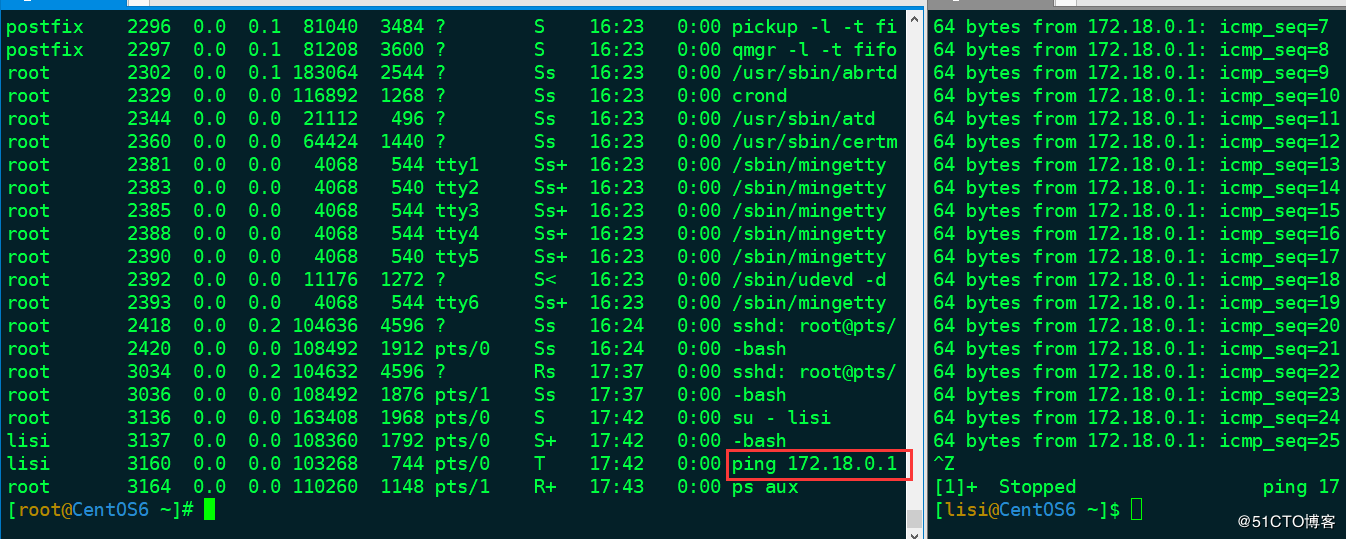 postfix    2296  0.0  0.1  81040  3484 ?        S    16:23   0:00 pickup -l -t fi
postfix    2297  0.0  0.1  81208  3600 ?        S    16:23   0:00 qmgr -l -t fifo
root       2302  0.0  0.1 183064  2544 ?        Ss   16:23   0:00 /usr/sbin/abrtd
root       2329  0.0  0.0 116892  1268 ?        Ss   16:23   0:00 crond
root       2344  0.0  0.0  21112   496 ?        Ss   16:23   0:00 /usr/sbin/atd
root       2360  0.0  0.0  64424  1440 ?        Ss   16:23   0:00 /usr/sbin/certm
root       2381  0.0  0.0   4068   544 tty1     Ss+  16:23   0:00 /sbin/mingetty
root       2383  0.0  0.0   4068   540 tty2     Ss+  16:23   0:00 /sbin/mingetty
root       2385  0.0  0.0   4068   544 tty3     Ss+  16:23   0:00 /sbin/mingetty
root       2388  0.0  0.0   4068   540 tty4     Ss+  16:23   0:00 /sbin/mingetty
root       2390  0.0  0.0   4068   540 tty5     Ss+  16:23   0:00 /sbin/mingetty
root       2392  0.0  0.0  11176  1272 ?        S<   16:23   0:00 /sbin/udevd -d
root       2393  0.0  0.0   4068   544 tty6     Ss+  16:23   0:00 /sbin/mingetty
root       2418  0.0  0.2 104636  4596 ?        Ss   16:24   0:00 sshd: root@pts/
root       2420  0.0  0.0 108492  1912 pts/0    Ss   16:24   0:00 -bash
root       3034  0.0  0.2 104632  4596 ?        Rs   17:37   0:00 sshd: root@pts/
root       3036  0.0  0.0 108492  1876 pts/1    Ss   17:37   0:00 -bash
root       3136  0.0  0.0 163408  1968 pts/0    S    17:42   0:00 su - lisi
lisi       3137  0.0  0.0 108360  1792 pts/0    S+   17:42   0:00 -bash
lisi       3160  0.0  0.0 103268   744 pts/0    T    17:42   0:00 ping 172.18.0.1
root       3164  0.0  0.0 110260  1148 pts/1    R+   17:43   0:00 ps aux
[root@CentOS6 ~]#
64 bytes from 172.18.0.1: icmp_seq=7
64 bytes from 172.18.0.1: icmp_seq=8
64 bytes from 172.18.0.1: icmp_seq=9
64 bytes from 172.18.0.1: icmp_seq=10
64 bytes from 172.18.0.1: icmp_seq=11
64 bytes from 172.18.0.1: icmp_seq=12
64 bytes from 172.18.0.1: icmp_seq=13
64 bytes from 172.18.0.1: icmp_seq=14
64 bytes from 172.18.0.1: icmp_seq=15
64 bytes from 172.18.0.1: icmp_seq=16
64 bytes from 172.18.0.1: icmp_seq=17
64 bytes from 172.18.0.1: icmp_seq=18
64 bytes from 172.18.0.1: icmp_seq=19
64 bytes from 172.18.0.1: icmp_seq=20
64 bytes from 172.18.0.1: icmp_seq=21
64 bytes from 172.18.0.1: icmp_seq=22
64 bytes from 172.18.0.1: icmp_seq=23
64 bytes from 172.18.0.1: icmp_seq=24
64 bytes from 172.18.0.1: icmp_seq=25
^Z
[1]+  Stopped                 ping 17
[lisi@CentOS6 ~]$
@51CTO博客